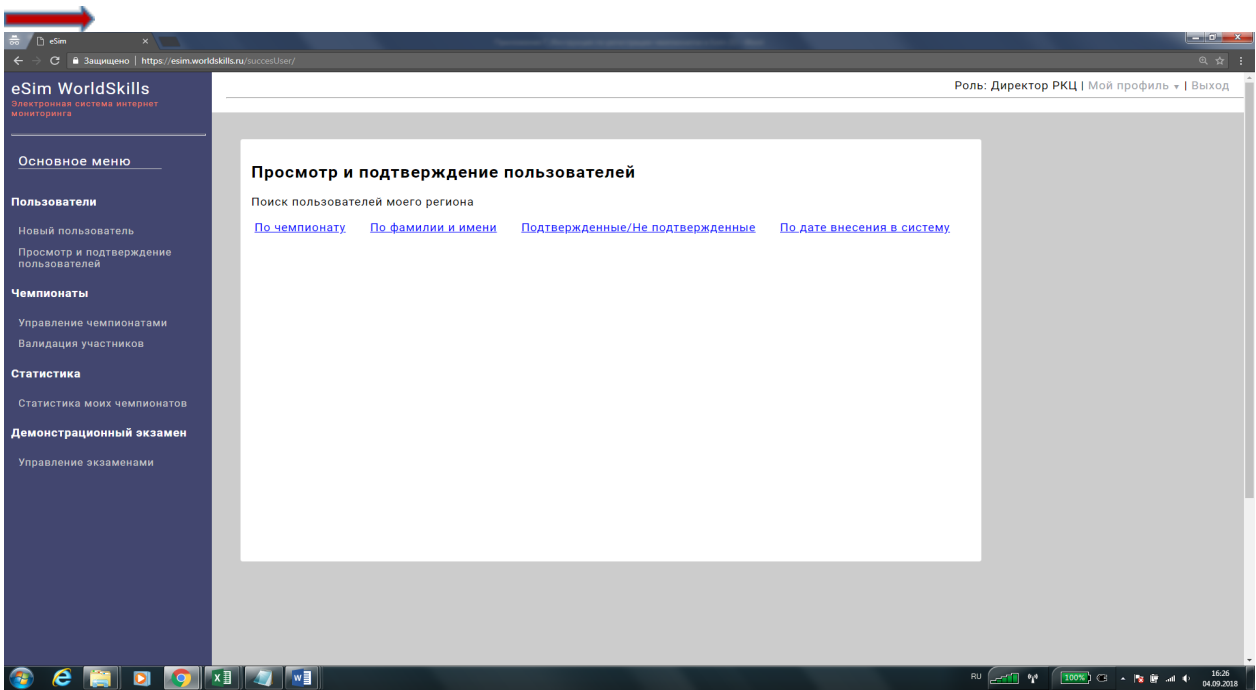 eSim
Защищено | https://esim.worldskills.ru/succesUser/
eSim WorldSkills
Электронная система интернет
мониторинга
Роль: Директор РКЦ | Мой профиль ▾ | Выход
Основное меню
Пользователи
Новый пользователь
Просмотр и подтверждение
пользователей
Чемпионаты
Управление чемпионатами
Валидация участников
Статистика
Статистика моих чемпионатов
Демонстрационный экзамен
Управление экзаменами
Просмотр и подтверждение пользователей
Поиск пользователей моего региона
По чемпионату По фамилии и имени Подтвержденные/Не подтвержденные По дате внесения в систему
RU 100% 16:26
04.09.2018